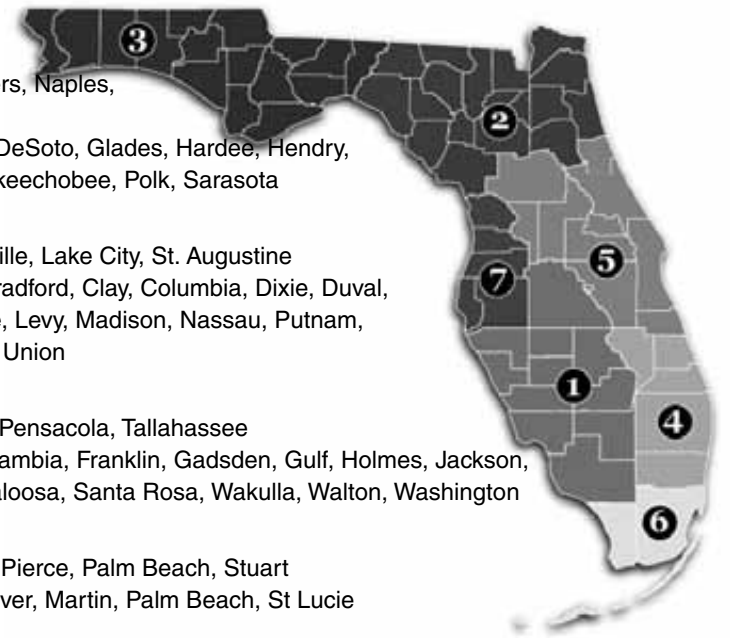 3
rs, Naples,
2
DeSoto, Glades, Hardee, Hendry,
keechobee, Polk, Sarasota
ille, Lake City, St. Augustine
5
7
radford, Clay, Columbia, Dixie, Duval,
, Levy, Madison, Nassau, Putnam,
Union
1
Pensacola, Tallahassee
4
ambia, Franklin, Gadsden, Gulf, Holmes, Jackson,
aloosa, Santa Rosa, Wakulla, Walton, Washington
6
Pierce, Palm Beach, Stuart
ver, Martin, Palm Beach, St Lucie